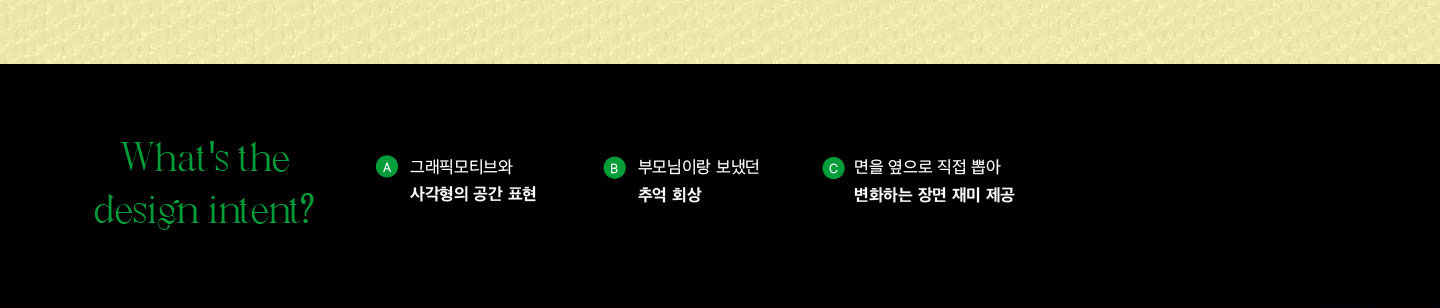 What's the
design intent?
A 그래픽모티브와
사각형의 공간 표현
B 부모님이랑 보냈던
추억 회상
C 면을 옆으로 직접 뽑아
변화하는 장면 재미 제공